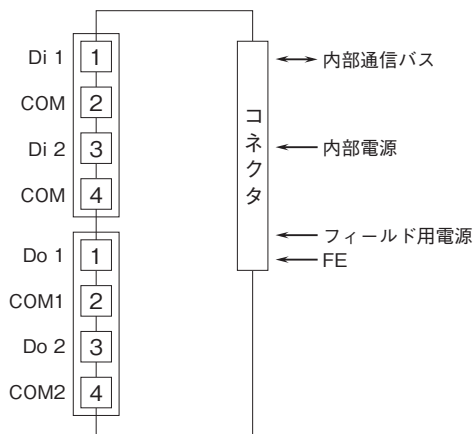 Di 1 1
COM 2
Di 2 3
COM 4
Do 1 1
COM1 2
Do 2 3
COM2 4
コネクタ
内部通信バス
内部電源
フィールド用電源
FE